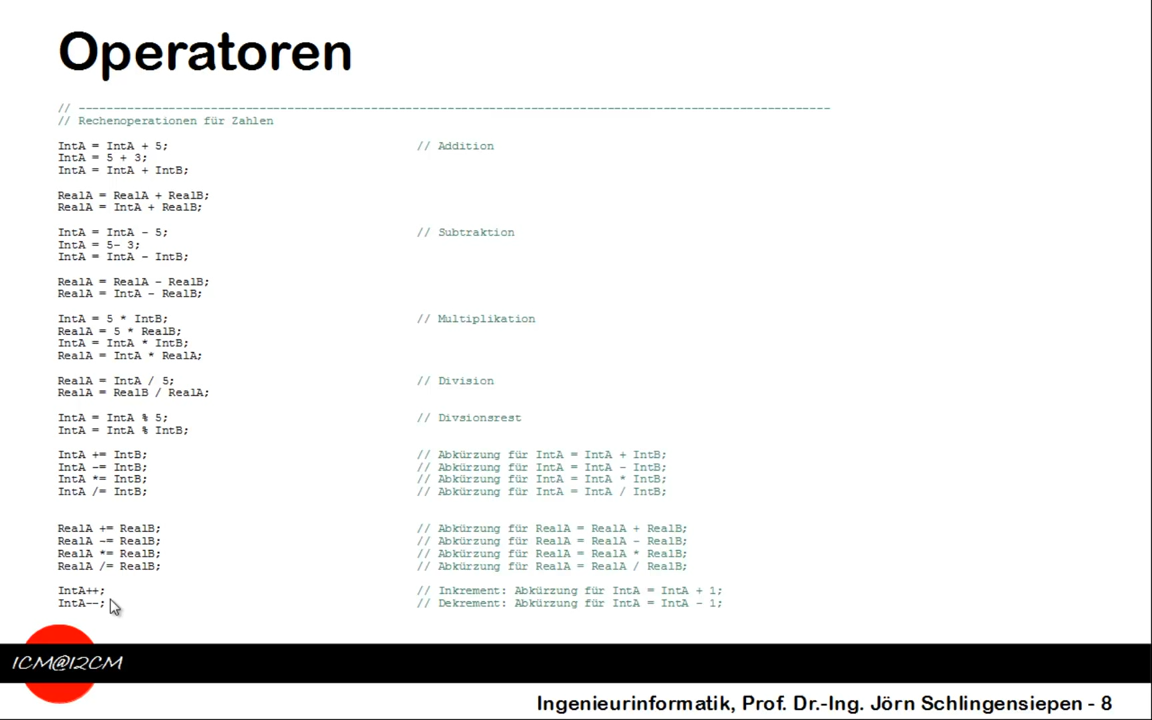 Operatoren
// ------------------------------------------------------------------------------------------------------------
// Rechenoperationen für Zahlen
IntA = IntA + 5; // Addition
IntA = 5 + 3;
IntA = IntA + IntB;
RealA = RealA + RealB;
RealA = IntA + RealB;
IntA = IntA - 5; // Subtraktion
IntA = 5- 3;
IntA = IntA - IntB;
RealA = RealA - RealB;
RealA = IntA - RealB;
IntA = 5 * IntB; // Multiplikation
RealA = 5 * RealB;
IntA = IntA * IntB;
RealA = IntA * RealA;
RealA = IntA / 5; // Division
RealA = RealB / RealA;
IntA = IntA % 5; // Divsionsrest
IntA = IntA % IntB;
IntA += IntB; // Abkürzung für IntA = IntA + IntB;
IntA -= IntB; // Abkürzung für IntA = IntA - IntB;
IntA *= IntB; // Abkürzung für IntA = IntA * IntB;
IntA /= IntB; // Abkürzung für IntA = IntA / IntB;
RealA += RealB; // Abkürzung für RealA = RealA + RealB;
RealA -= RealB; // Abkürzung für RealA = RealA - RealB;
RealA *= RealB; // Abkürzung für RealA = RealA * RealB;
RealA /= RealB; // Abkürzung für RealA = RealA / RealB;
IntA++; // Inkrement: Abkürzung für IntA = IntA + 1;
IntA--; // Dekrement: Abkürzung für IntA = IntA - 1;
1CM@12CM
Ingenieurinformatik, Prof. Dr.-Ing. Jörn Schlingensiepen - 8